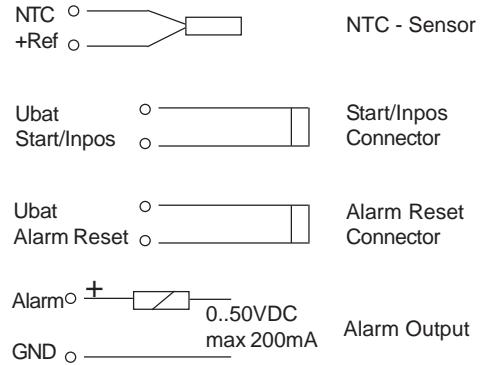 NTC
+Ref
NTC - Sensor
Ubat
Start/Inpos
Start/Inpos
Connector
Ubat
Alarm Reset
Alarm Reset
Connector
Alarm
+
0..50VDC
max 200mA
Alarm Output
GND